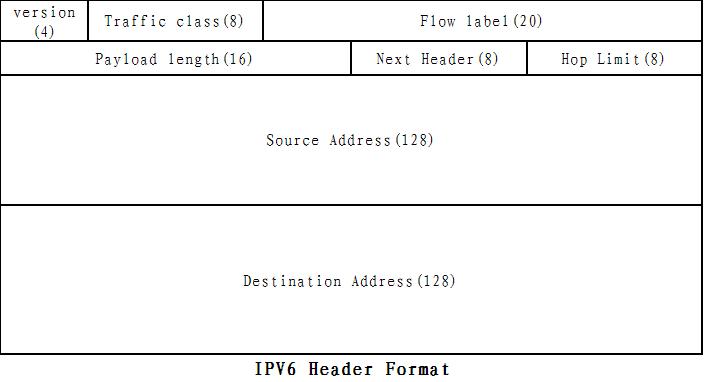 version
(4)
Traffic class(8)
Flow label(20)
Payload length(16)
Next Header(8)
Hop Limit(8)
Source Address(128)
Destination Address(128)
IPV6 Header Format